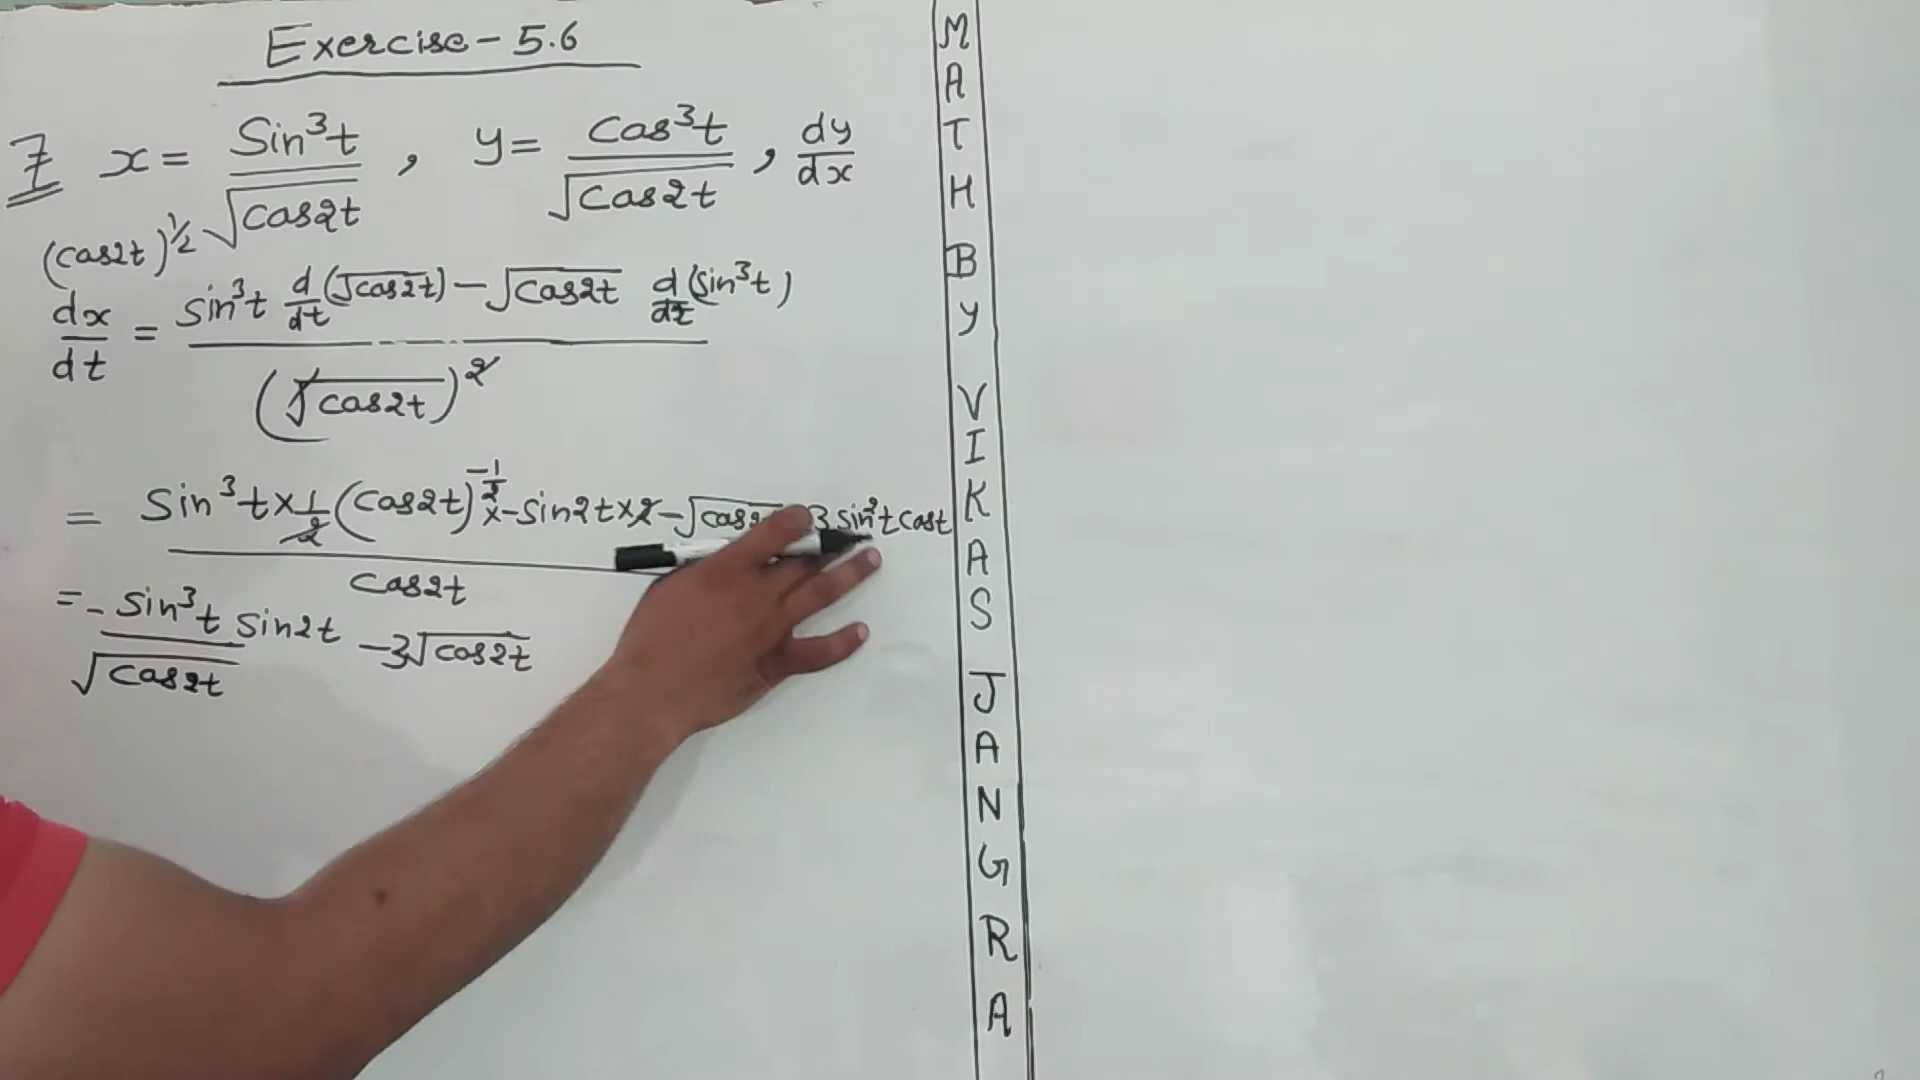 Exercise - 5.6
7 x = Sin³t / √Cos2t , y = Cos³t / √Cos2t , dy/dx
(Cos2t)^1/2
dx/dt = Sin³t d/dt (√Cos2t) - √Cos2t d/dt (Sin³t) / (√Cos2t)²
= Sin³t × 1/2 (Cos2t)^-1/2 × -Sin2t × 2 - √Cos2t 3 Sin²t Cost / Cos2t
= - Sin³t / √Cos2t Sin2t - 3√Cos2t
MATH BY VIKAS JANGRA